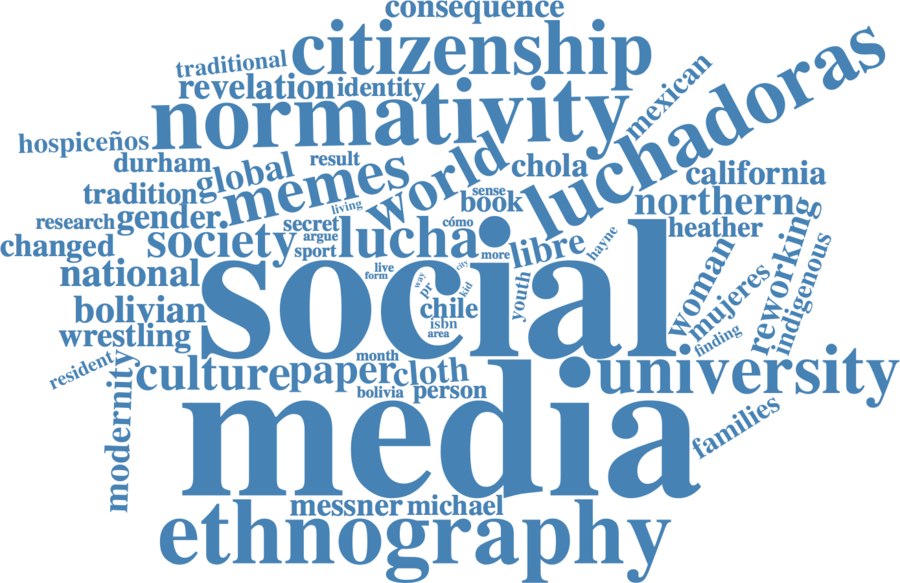 consequence
citizenship
traditional
revelation
identity
normativity
mexican
luchadoras
hospiceños
durham
result
global
memes
world
chola
california
tradition
living
sense
book
northern
research
gender
secret
cómo
argue
heather
changed
society
sport
lucha
more
libre
hayne
woman
reworking
national
live
form
way
city
pr
kid
social
youth
mujeres
indigenous
bolivian
chile
isbn
area
wrestling
finding
resident
month
culture
paper
cloth
university
bolivia
person
modernity
media
families
messner
michael
ethnography